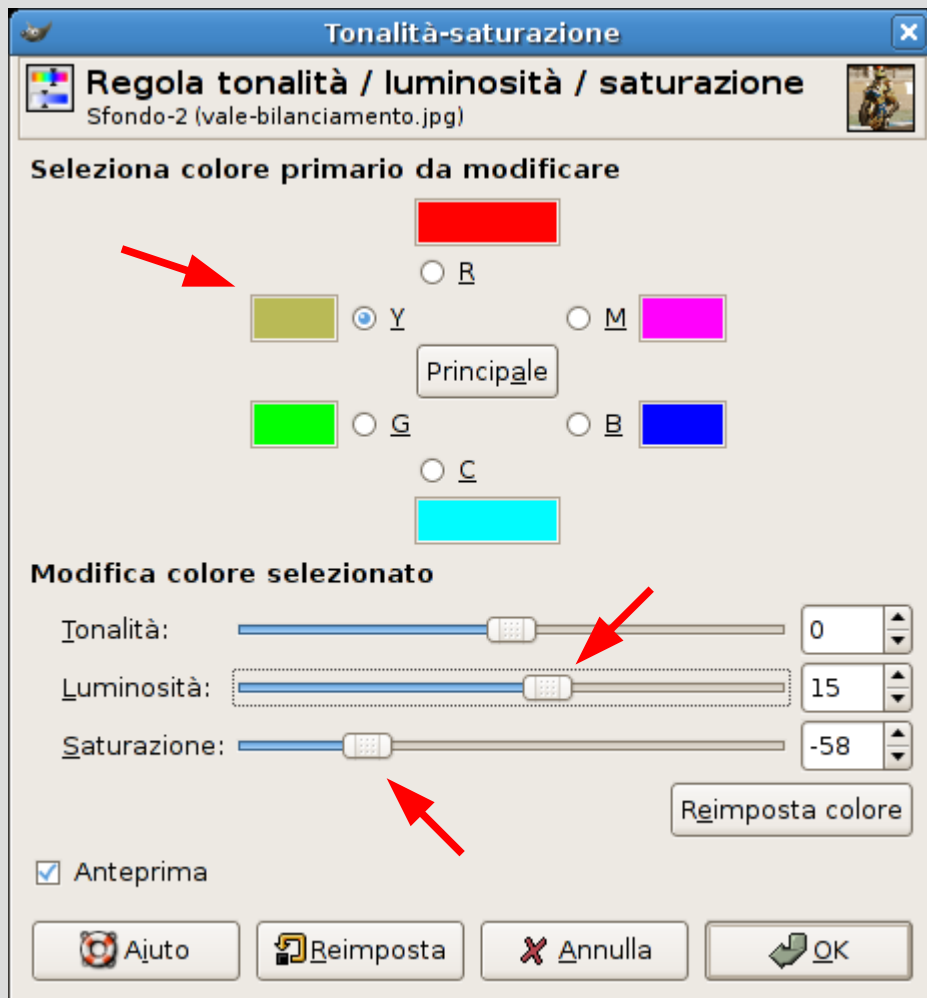 Tonalità-saturazione
Regola tonalità / luminosità / saturazione
Sfondo-2 (vale-bilanciamento.jpg)
Seleziona colore primario da modificare
R
Y
M
Principale
G
B
C
Modifica colore selezionato
Tonalità: 0
Luminosità: 15
Saturazione: -58
Reimposta colore
Anteprima
Aiuto Reimposta Annulla OK